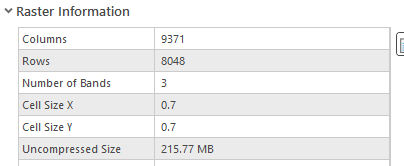 Raster Information
Columns 9371
Rows 8048
Number of Bands 3
Cell Size X 0.7
Cell Size Y 0.7
Uncompressed Size 215.77 MB